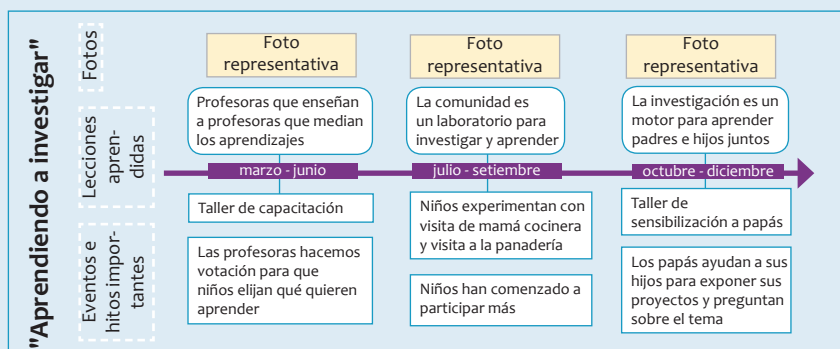 "Aprendiendo a investigar"
Fotos
Foto
representativa
Foto
representativa
Foto
representativa
Lecciones
apren-
didas
Profesoras que enseñan
a profesoras que median
los aprendizajes
La comunidad es
un laboratorio para
investigar y aprender
La investigación es un
motor para aprender
padres e hijos juntos
marzo - junio
julio - setiembre
octubre - diciembre
Eventos e
hitos impor-
tantes
Taller de capacitación
Las profesoras hacemos
votación para que
niños elijan qué quieren
aprender
Niños experimentan con
visita de mamá cocinera
y visita a la panadería
Niños han comenzado a
participar más
Taller de
sensibilización a papás
Los papás ayudan a sus
hijos para exponer sus
proyectos y preguntan
sobre el tema